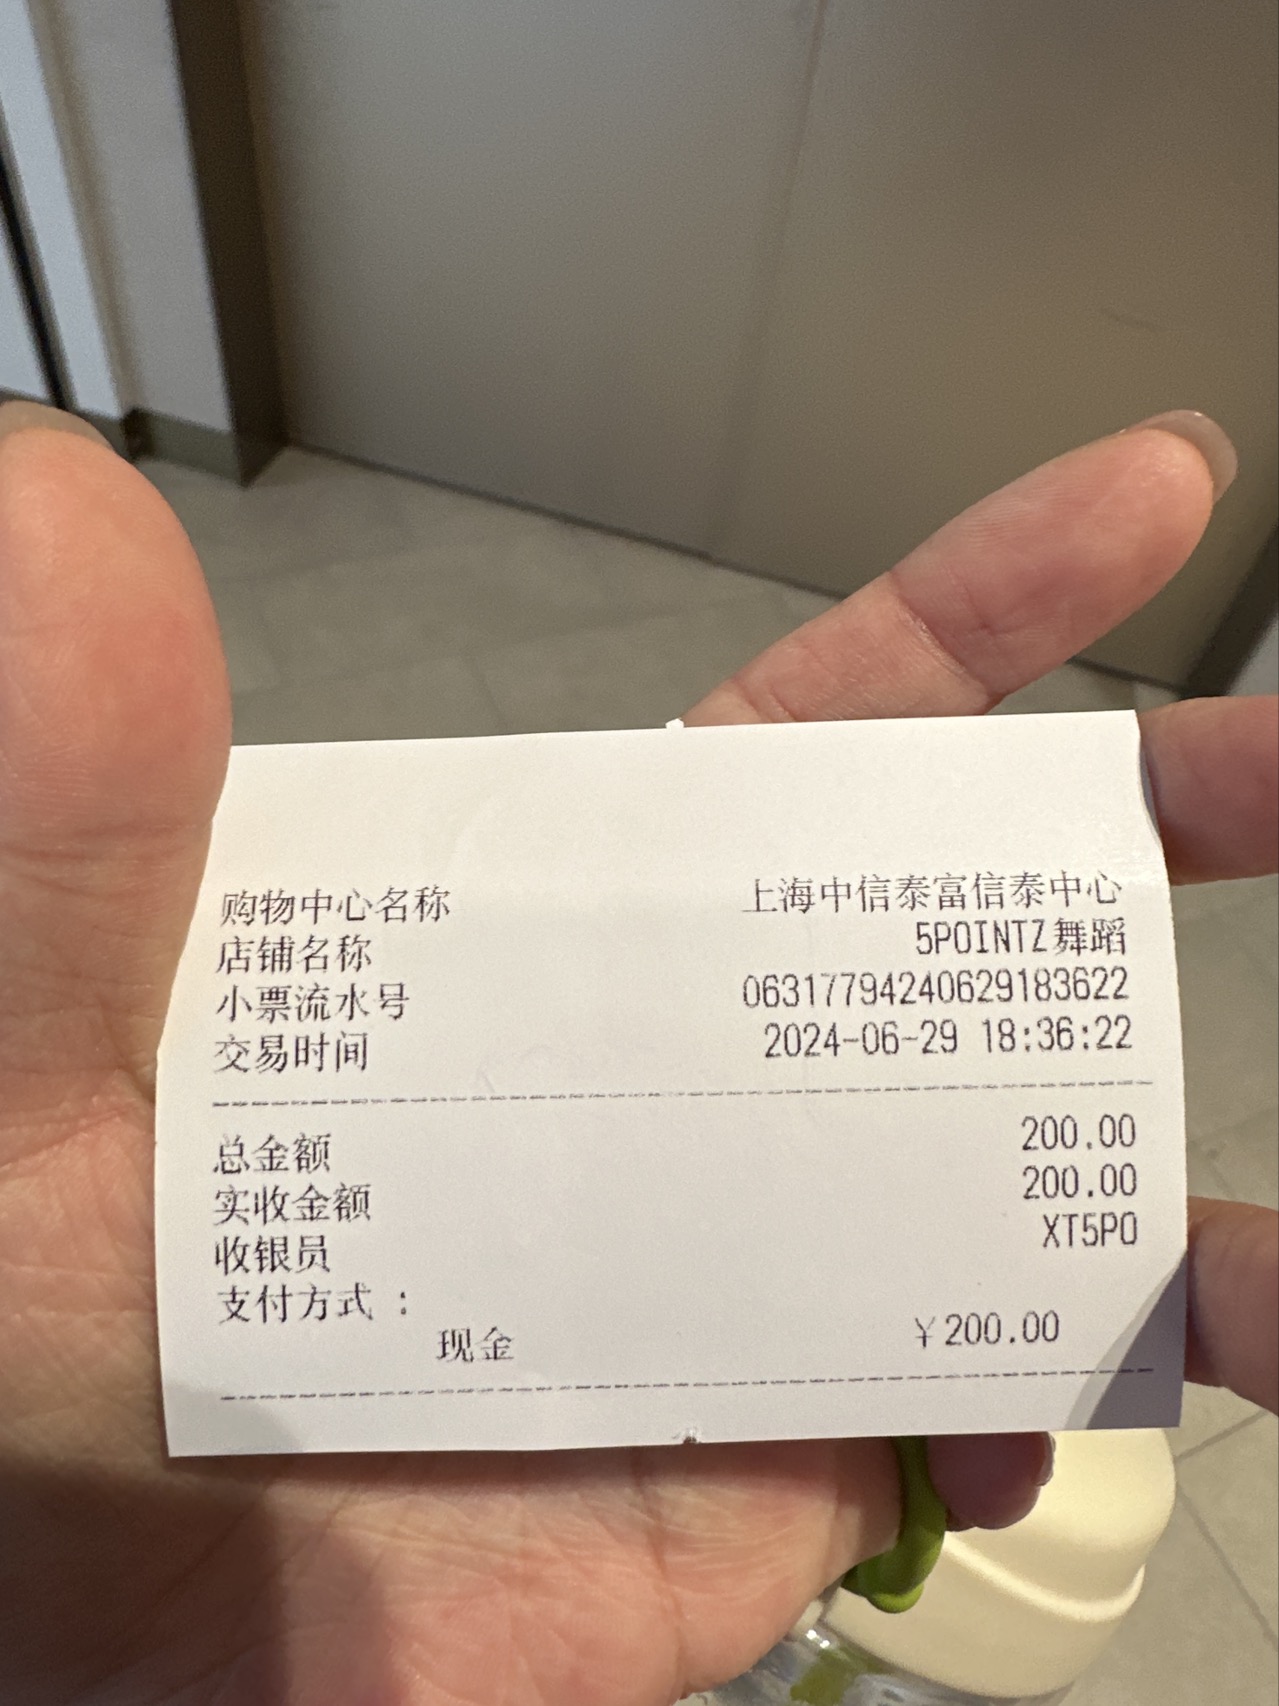 购物中心名称 上海中信泰富信泰中心
店铺名称 5POINTZ舞蹈
小票流水号 06317794240629183622
交易时间 2024-06-29 18:36:22
总金额 200.00
实收金额 200.00
收银员 XT5PO
支付方式 :
现金 ￥200.00